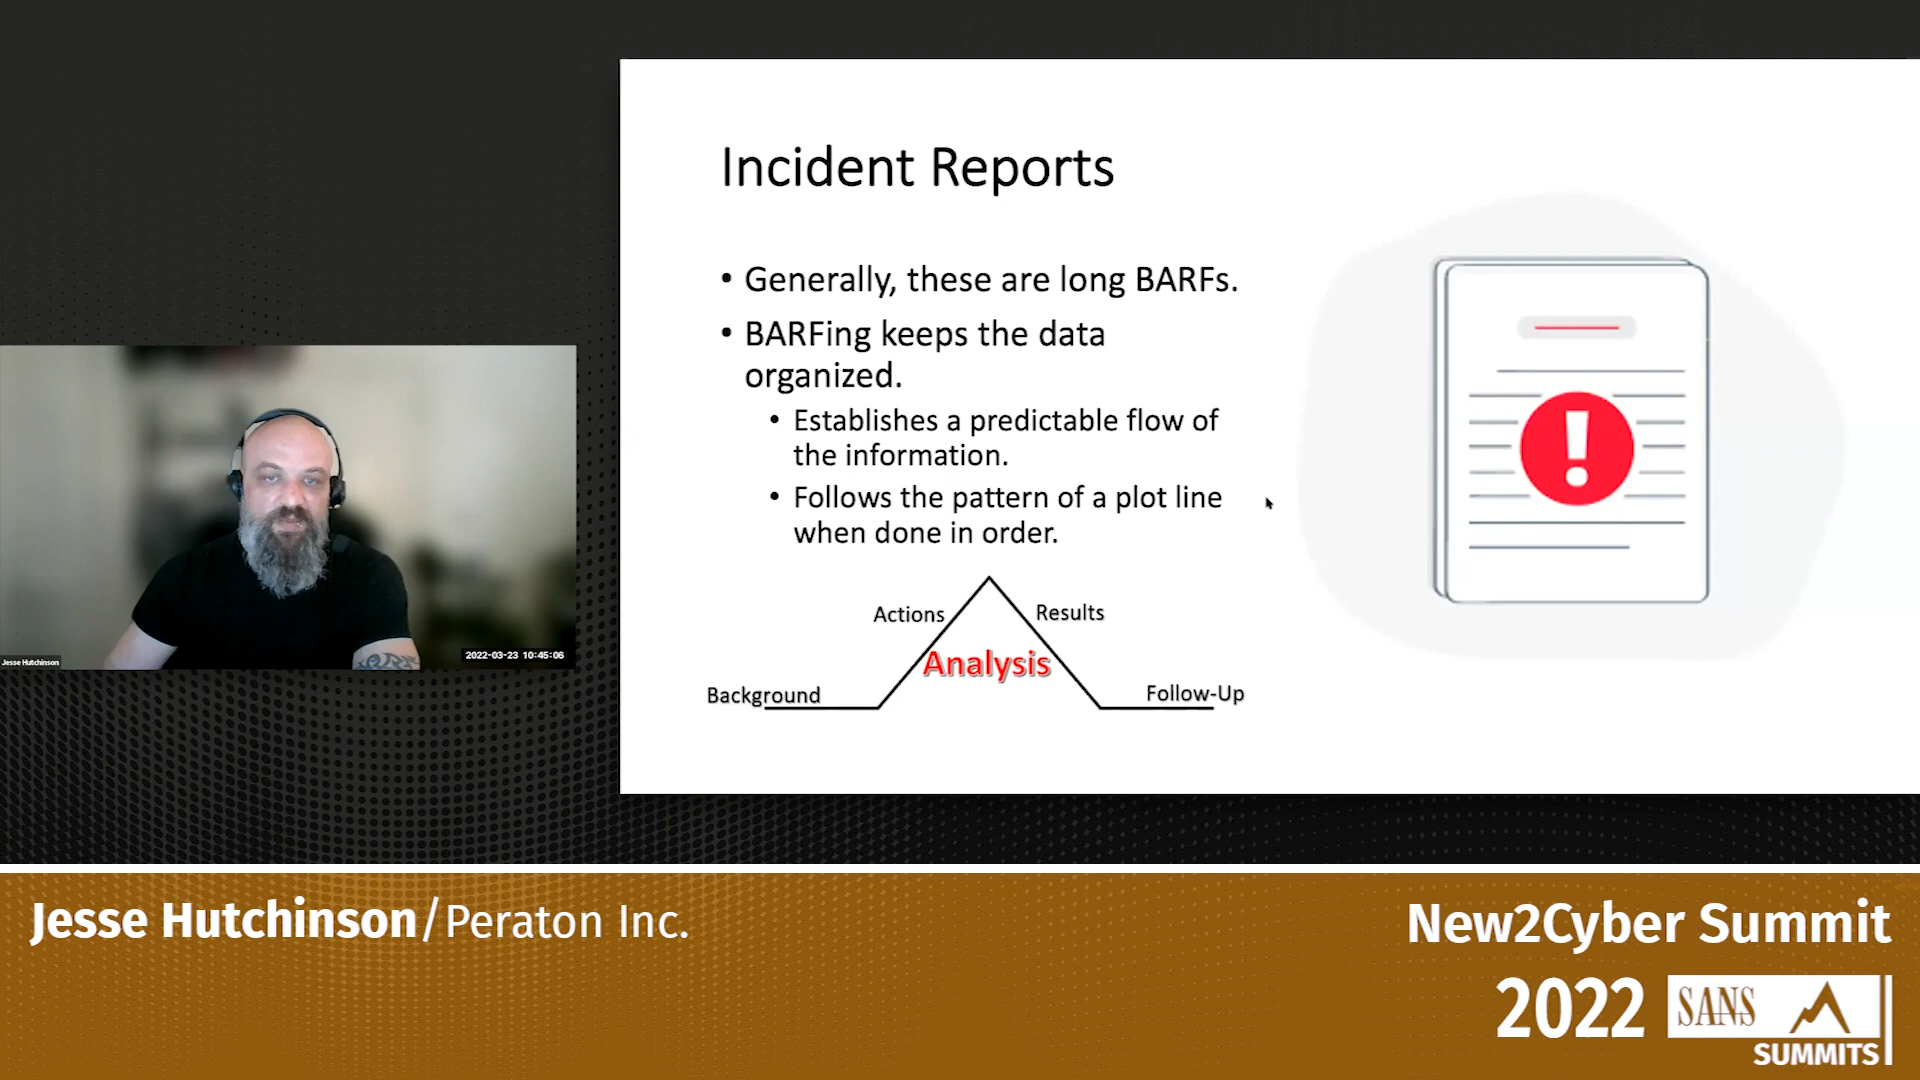 Incident Reports
• Generally, these are long BARFs.
• BARFing keeps the data
organized.
• Establishes a predictable flow of
the information.
• Follows the pattern of a plot line
when done in order.
Actions
Results
Analysis
Background
Follow-Up
Jesse Hutchinson
2022-03-23 10:45:06
Jesse Hutchinson/Peraton Inc.
New2Cyber Summit
2022
SANS
SUMMITS